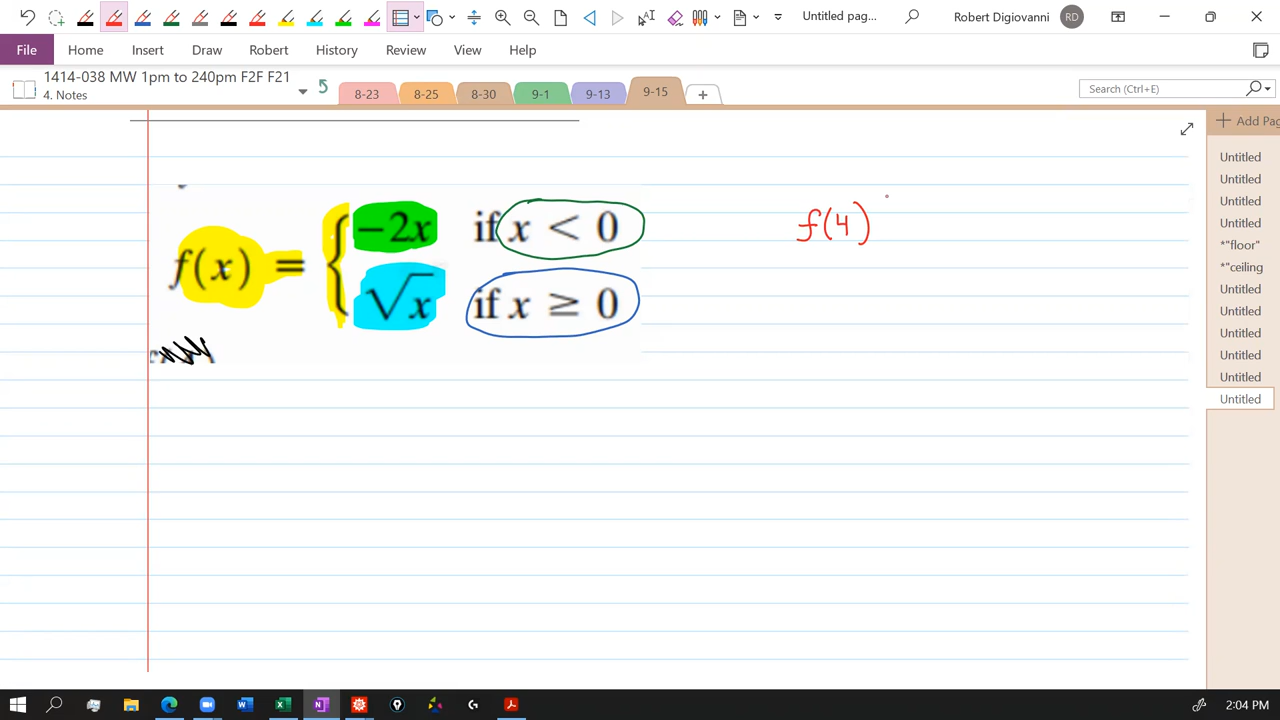 Untitled pag...
Robert Digiovanni
RD
File
Home
Insert
Draw
Robert
History
Review
View
Help
1414-038 MW 1pm to 240pm F2F F21
4. Notes
8-23
8-25
8-30
9-1
9-13
9-15
Search (Ctrl+E)
Add Pag
Untitled
Untitled
Untitled
Untitled
*"floor"
*"ceiling
Untitled
Untitled
Untitled
Untitled
Untitled
Untitled
f(x) = { −2x if x < 0
√x if x ≥ 0
f(4)
2:04 PM